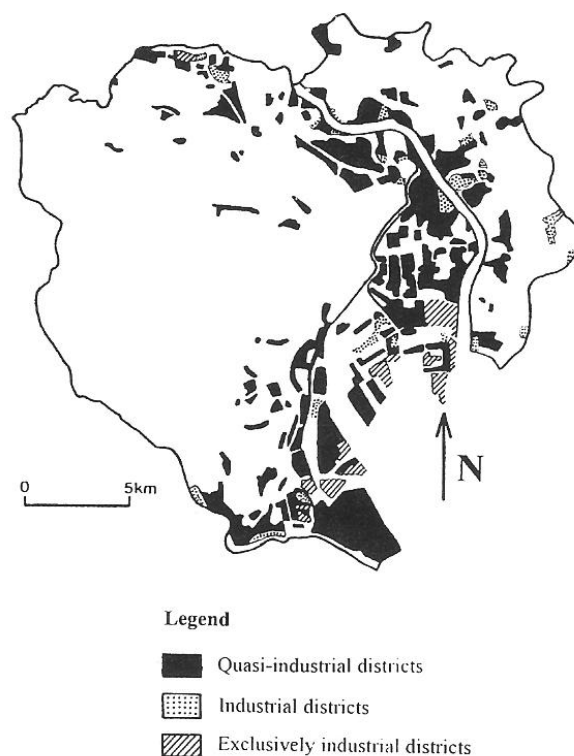 N
0 5km
Legend
Quasi-industrial districts
Industrial districts
Exclusively industrial districts